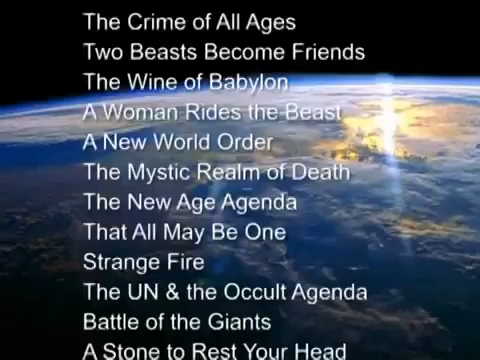 The Crime of All Ages
Two Beasts Become Friends
The Wine of Babylon
A Woman Rides the Beast
A New World Order
The Mystic Realm of Death
The New Age Agenda
That All May Be One
Strange Fire
The UN & the Occult Agenda
Battle of the Giants
A Stone to Rest Your Head